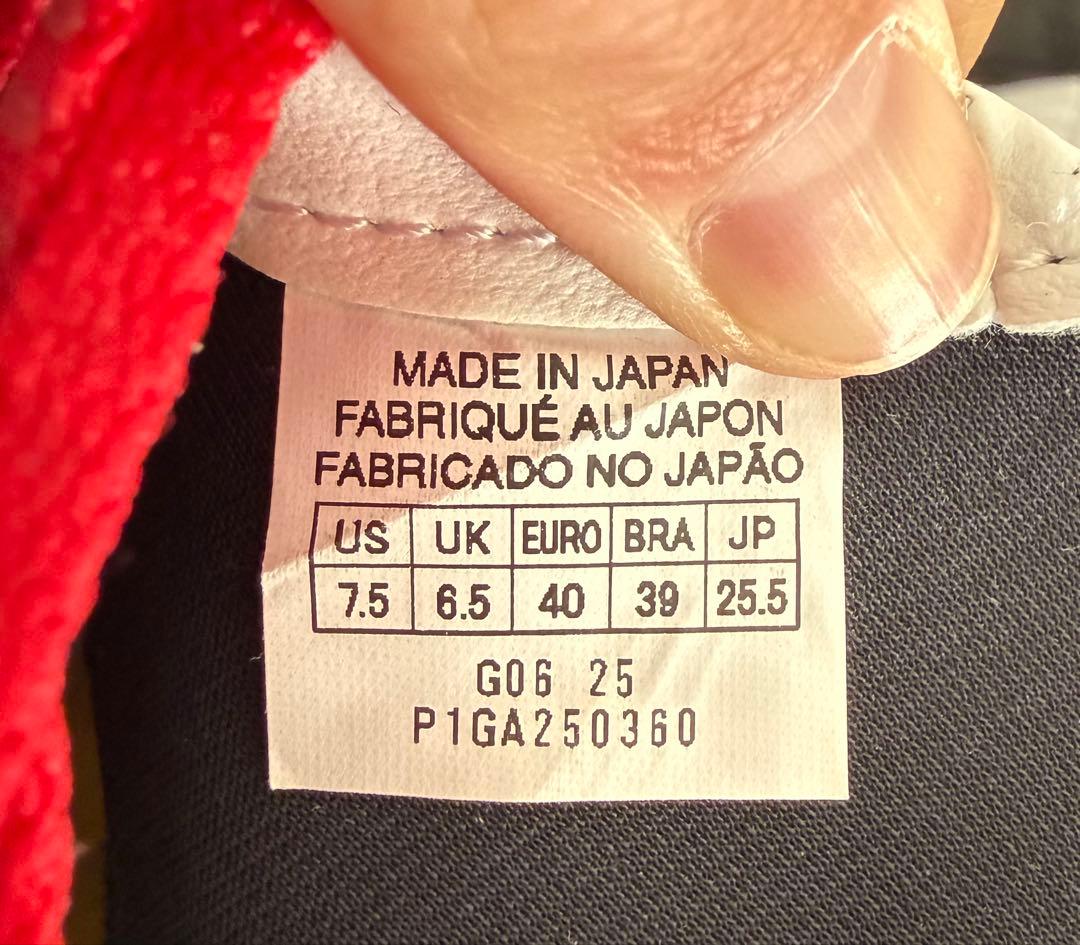 MADE IN JAPAN
FABRIQUÉ AU JAPON
FABRICADO NO JAPÃO
US UK EURO BRA JP
7.5 6.5 40 39 25.5
G06 25
P1GA250360